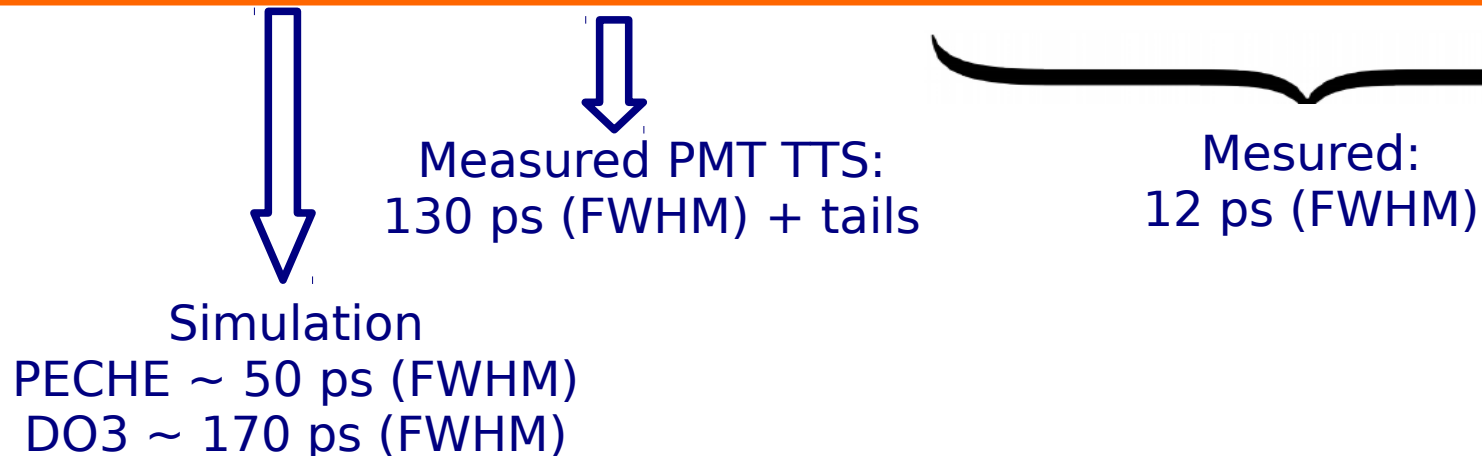 Measured PMT TTS:
130 ps (FWHM) + tails
Mesured:
12 ps (FWHM)
Simulation
PECHE ~ 50 ps (FWHM)
DO3 ~ 170 ps (FWHM)